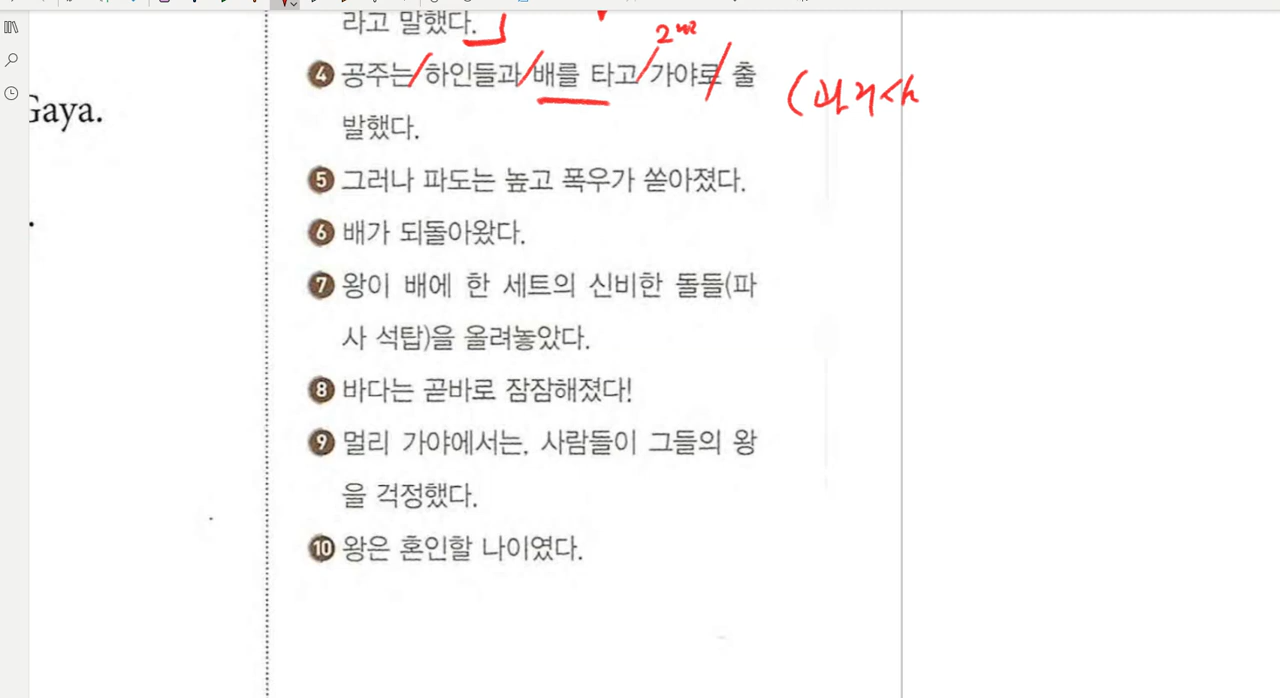 라고 말했다.
2번째
Gaya.
④ 공주는/하인들과/배를 타고/가야로/출
발했다.
⑤ 그러나 파도는 높고 폭우가 쏟아졌다.
⑥ 배가 되돌아왔다.
⑦ 왕이 배에 한 세트의 신비한 돌들(파
사 석탑)을 올려놓았다.
⑧ 바다는 곧바로 잠잠해졌다!
⑨ 멀리 가야에서는, 사람들이 그들의 왕
을 걱정했다.
⑩ 왕은 혼인할 나이였다.